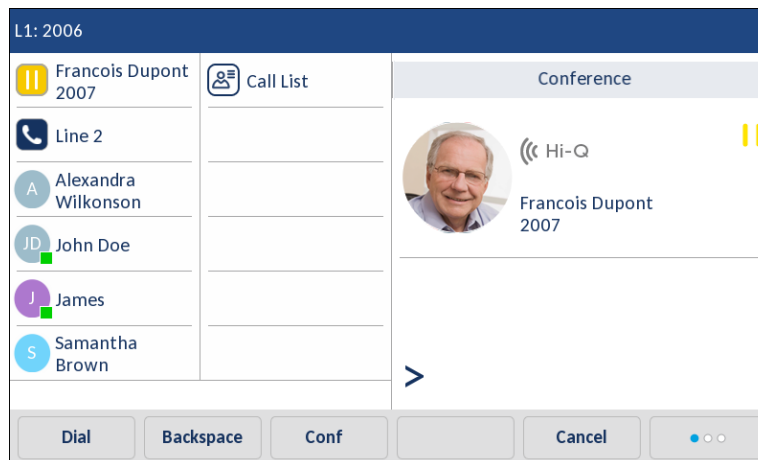 L1: 2006
Francois Dupont
2007
Line 2
A
Alexandra
Wilkonson
JD
John Doe
J
James
S
Samantha
Brown
Call List
Conference
Hi-Q
Francois Dupont
2007
>
Dial
Backspace
Conf
Cancel